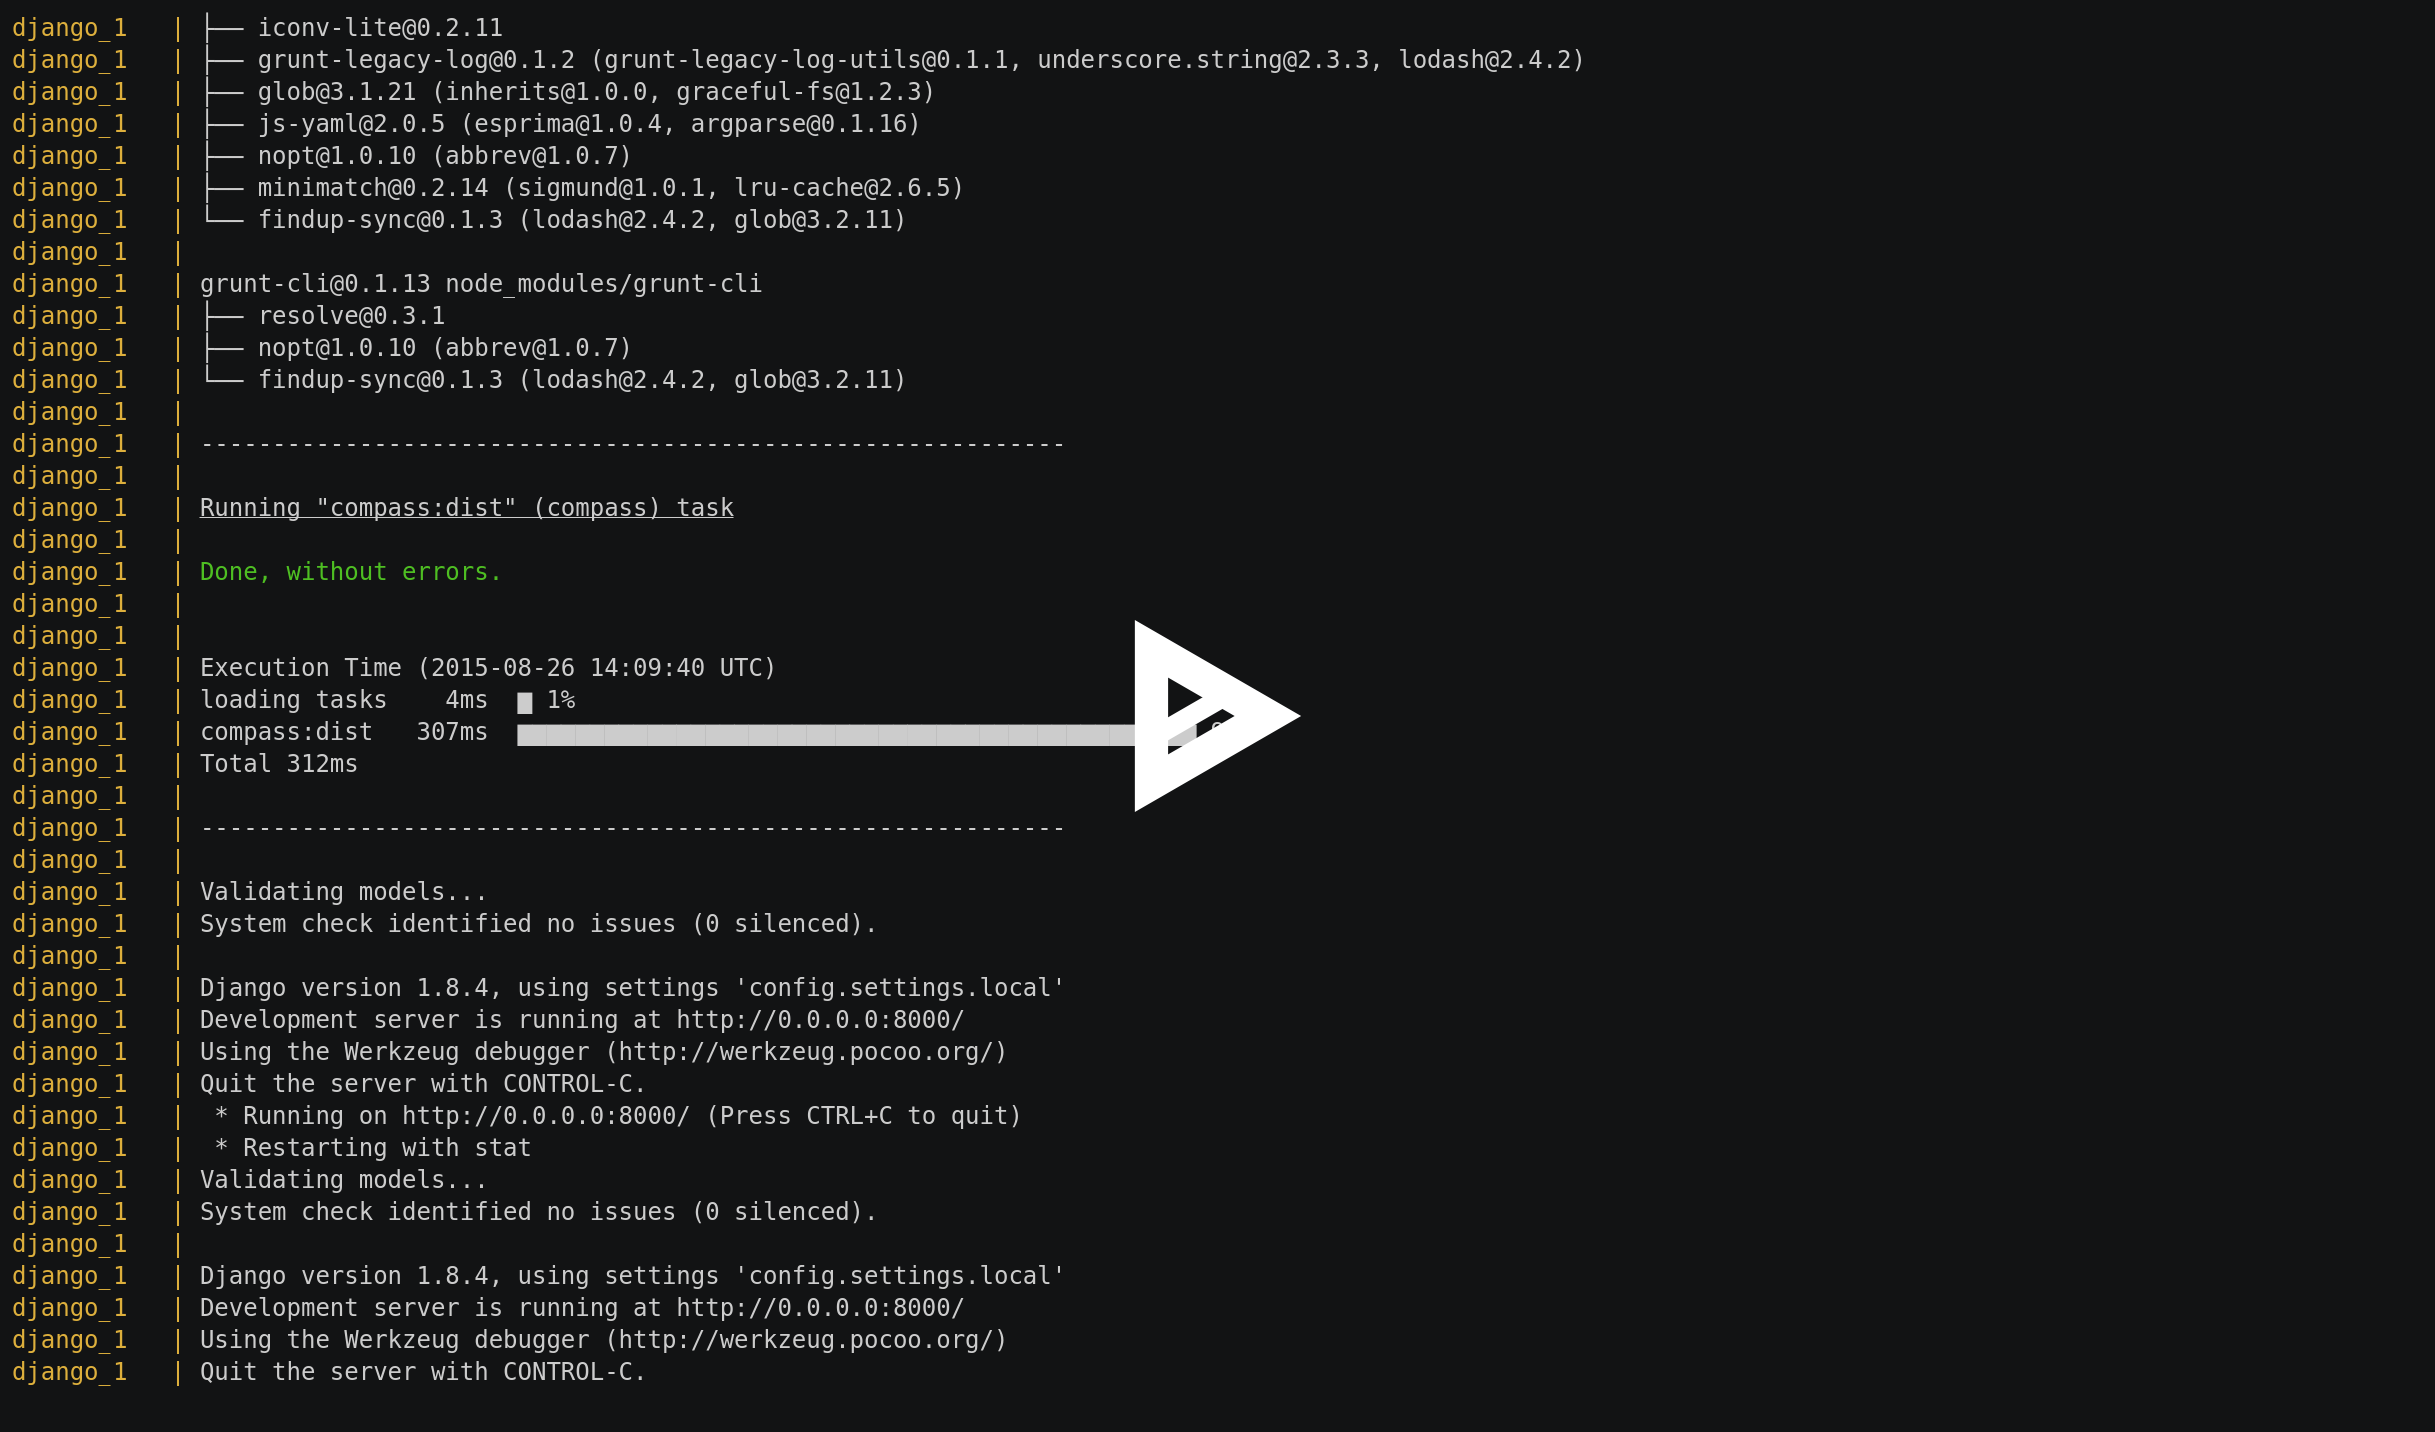 django_1   | ├── iconv-lite@0.2.11
django_1   | ├── grunt-legacy-log@0.1.2 (grunt-legacy-log-utils@0.1.1, underscore.string@2.3.3, lodash@2.4.2)
django_1   | ├── glob@3.1.21 (inherits@1.0.0, graceful-fs@1.2.3)
django_1   | ├── js-yaml@2.0.5 (esprima@1.0.4, argparse@0.1.16)
django_1   | ├── nopt@1.0.10 (abbrev@1.0.7)
django_1   | ├── minimatch@0.2.14 (sigmund@1.0.1, lru-cache@2.6.5)
django_1   | └── findup-sync@0.1.3 (lodash@2.4.2, glob@3.2.11)
django_1   |
django_1   | grunt-cli@0.1.13 node_modules/grunt-cli
django_1   | ├── resolve@0.3.1
django_1   | ├── nopt@1.0.10 (abbrev@1.0.7)
django_1   | └── findup-sync@0.1.3 (lodash@2.4.2, glob@3.2.11)
django_1   |
django_1   | ------------------------------------------------------------
django_1   |
django_1   | Running "compass:dist" (compass) task
django_1   |
django_1   | Done, without errors.
django_1   |
django_1   |
django_1   | Execution Time (2015-08-26 14:09:40 UTC)
django_1   | loading tasks    4ms  ▇ 1%
django_1   | compass:dist   307ms  ▇▇▇▇▇▇▇▇▇▇▇▇▇▇▇▇▇▇▇▇▇▇▇▇▇▇▇▇▇▇▇▇▇▇▇▇▇▇▇▇▇▇▇▇▇▇▇
django_1   | Total 312ms
django_1   |
django_1   | ------------------------------------------------------------
django_1   |
django_1   | Validating models...
django_1   | System check identified no issues (0 silenced).
django_1   |
django_1   | Django version 1.8.4, using settings 'config.settings.local'
django_1   | Development server is running at http://0.0.0.0:8000/
django_1   | Using the Werkzeug debugger (http://werkzeug.pocoo.org/)
django_1   | Quit the server with CONTROL-C.
django_1   |  * Running on http://0.0.0.0:8000/ (Press CTRL+C to quit)
django_1   |  * Restarting with stat
django_1   | Validating models...
django_1   | System check identified no issues (0 silenced).
django_1   |
django_1   | Django version 1.8.4, using settings 'config.settings.local'
django_1   | Development server is running at http://0.0.0.0:8000/
django_1   | Using the Werkzeug debugger (http://werkzeug.pocoo.org/)
django_1   | Quit the server with CONTROL-C.